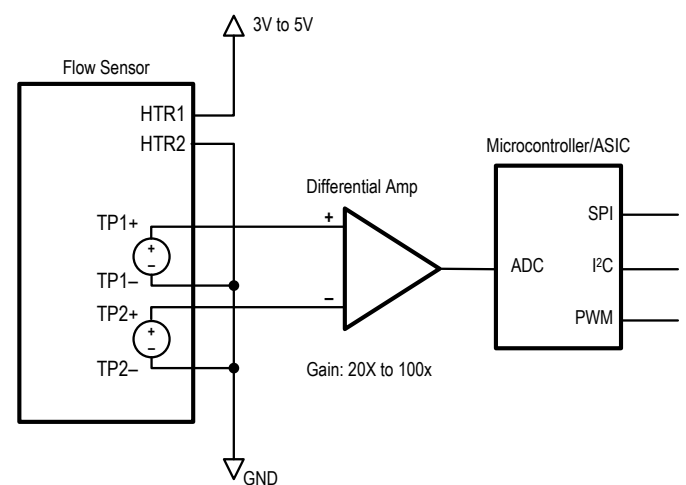 3V to 5V
Flow Sensor
HTR1
HTR2
Microcontroller/ASIC
Differential Amp
TP1+
+
SPI
+
–
ADC
I²C
TP1–
TP2+
–
PWM
+
–
TP2–
Gain: 20X to 100x
GND